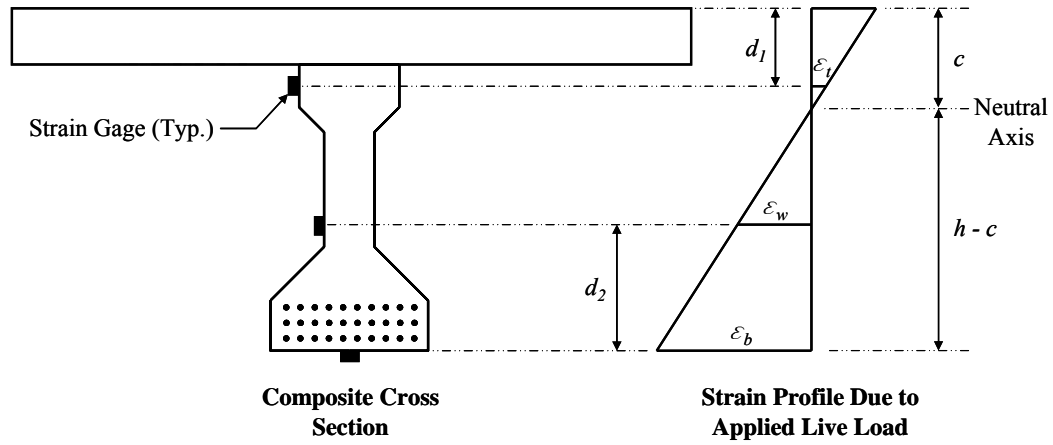 d1
εt
c
Strain Gage (Typ.)
Neutral
Axis
εw
h - c
d2
εb
Composite Cross
Section
Strain Profile Due to
Applied Live Load